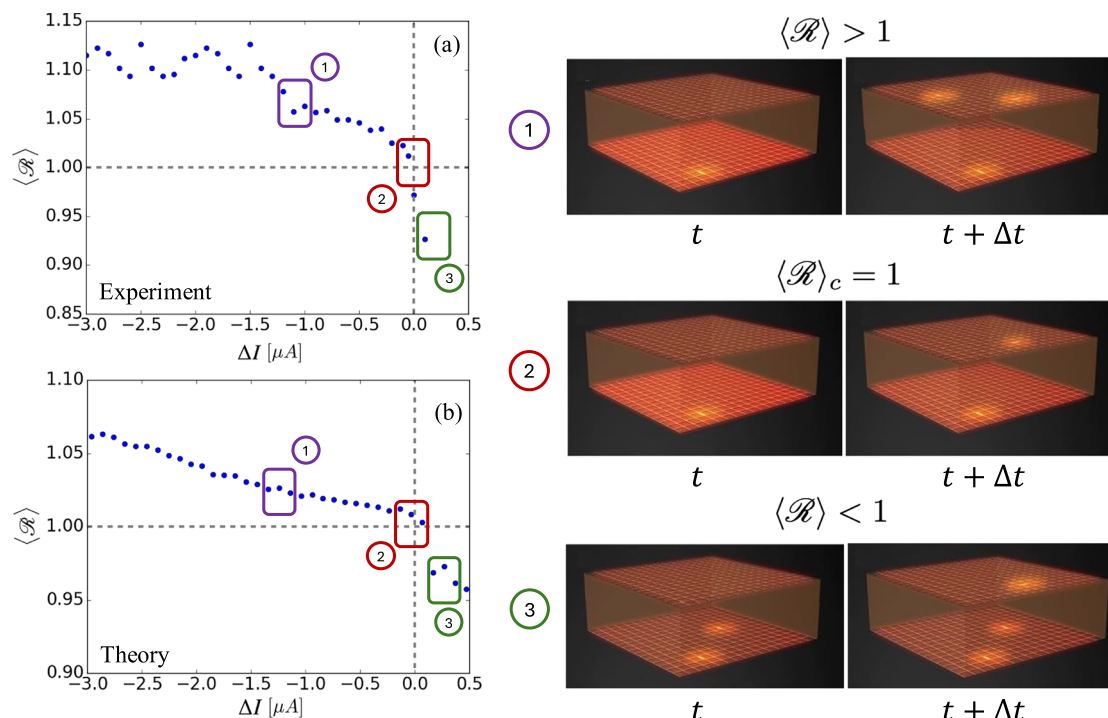 1.15
1.10
1.05
1.00
0.95
0.90
0.85
⟨ℛ⟩
(a)
1
2
3
Experiment
−3.0 −2.5 −2.0 −1.5 −1.0 −0.5 0.0 0.5
ΔI [μA]
1.10
1.05
1.00
0.95
0.90
⟨ℛ⟩
(b)
1
2
3
Theory
−3.0 −2.5 −2.0 −1.5 −1.0 −0.5 0.0 0.5
ΔI [μA]
⟨ℛ⟩ > 1
1
t t + Δt
⟨ℛ⟩c = 1
2
t t + Δt
⟨ℛ⟩ < 1
3
t t + Δt